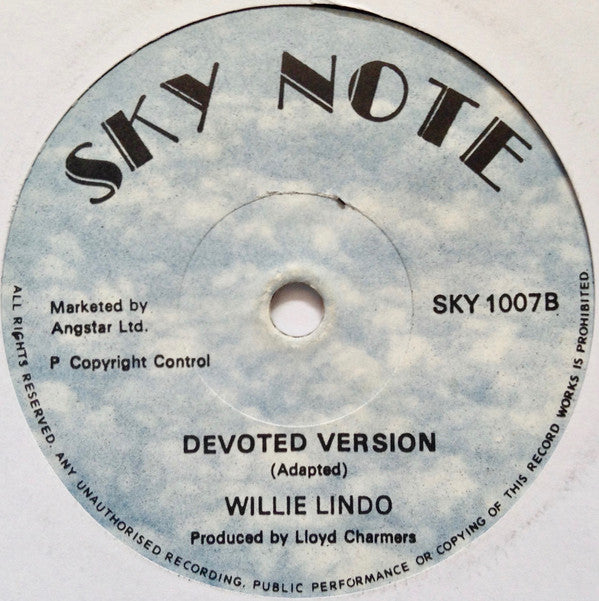 SKY NOTE
Marketed by
Angstar Ltd.
P Copyright Control
SKY 1007B
DEVOTED VERSION
(Adapted)
WILLIE LINDO
Produced by Lloyd Charmers
ALL RIGHTS RESERVED. ANY UNAUTHORISED RECORDING, PUBLIC PERFORMANCE OR COPYING OF THIS RECORD WORKS IS PROHIBITED